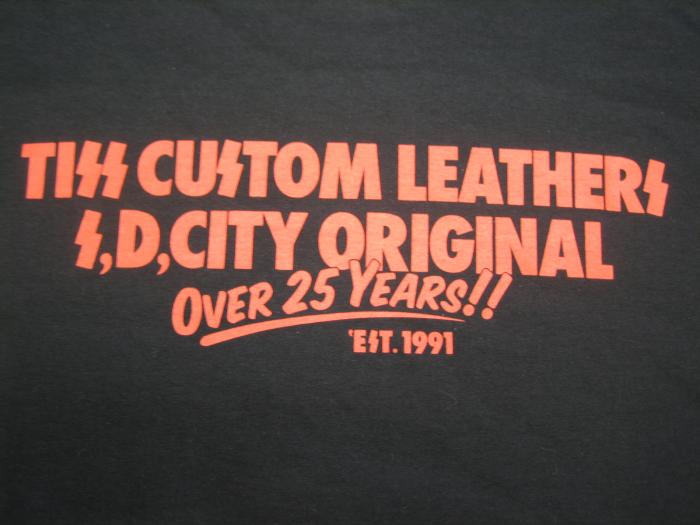 TISS CUSTOM LEATHERS
S,D,CITY ORIGINAL
OVER 25 YEARS!!
'EST. 1991